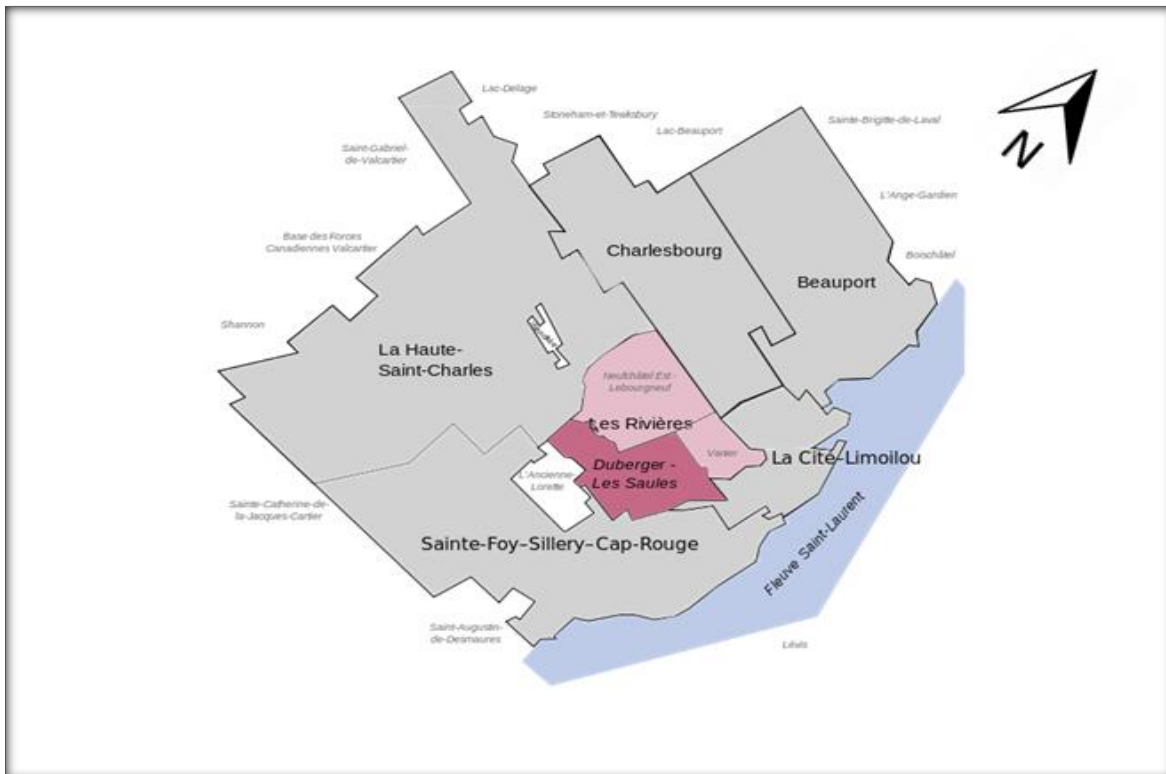 Lac-Delage
Stoneham-et-Tewksbury
Lac-Beauport
Sainte-Brigitte-de-Laval
Saint-Gabriel-
de-Valcartier
L'Ange-Gardien
Base des Forces
Canadiennes Valcartier
Charlesbourg
Boischâtel
Beauport
Shannon
La Haute-
Saint-Charles
Neufchâtel Est -
Lebourgneuf
Les Rivières
Vanier
La Cité-Limoilou
Duberger -
Les Saules
L'Ancienne-
Lorette
Sainte-Catherine-de-
la-Jacques-Cartier
Sainte-Foy–Sillery–Cap-Rouge
Fleuve Saint-Laurent
Saint-Augustin-
de-Desmaures
Lévis
N